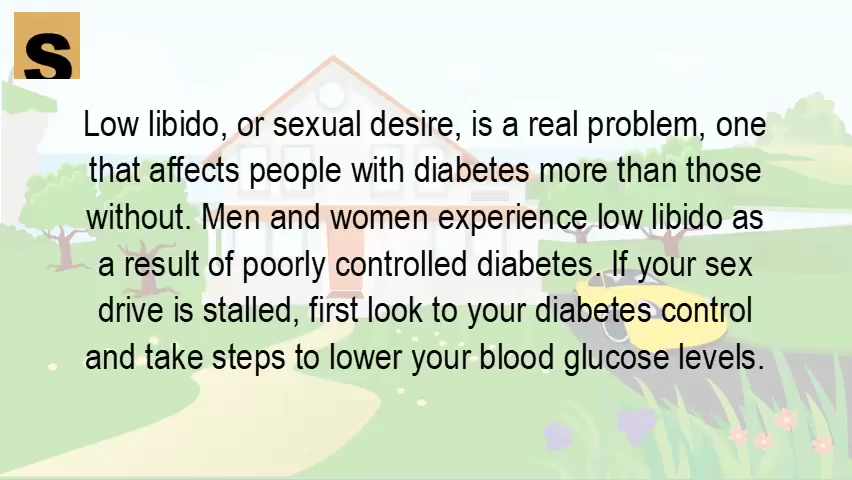 S
Low libido, or sexual desire, is a real problem, one
that affects people with diabetes more than those
without. Men and women experience low libido as
a result of poorly controlled diabetes. If your sex
drive is stalled, first look to your diabetes control
and take steps to lower your blood glucose levels.